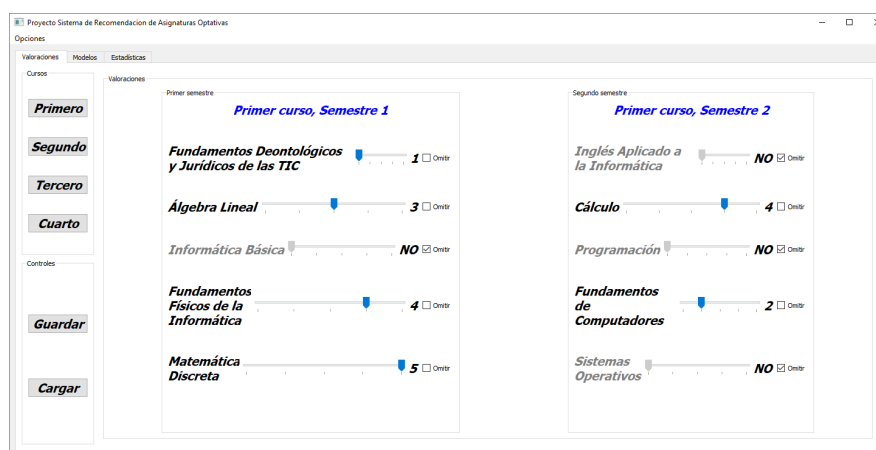 Proyecto Sistema de Recomendacion de Asignaturas Optativas
Opciones
Valoraciones Modelos Estadísticas
Cursos
Primero
Segundo
Tercero
Cuarto
Controles
Guardar
Cargar
Valoraciones
Primer semestre
Primer curso, Semestre 1
Fundamentos Deontológicos
y Jurídicos de las TIC
1 Omitir
Álgebra Lineal 3 Omitir
Informática Básica NO Omitir
Fundamentos
Físicos de la
Informática
4 Omitir
Matemática
Discreta
5 Omitir
Segundo semestre
Primer curso, Semestre 2
Inglés Aplicado a
la Informática
NO Omitir
Cálculo 4 Omitir
Programación NO Omitir
Fundamentos
de
Computadores
2 Omitir
Sistemas
Operativos
NO Omitir